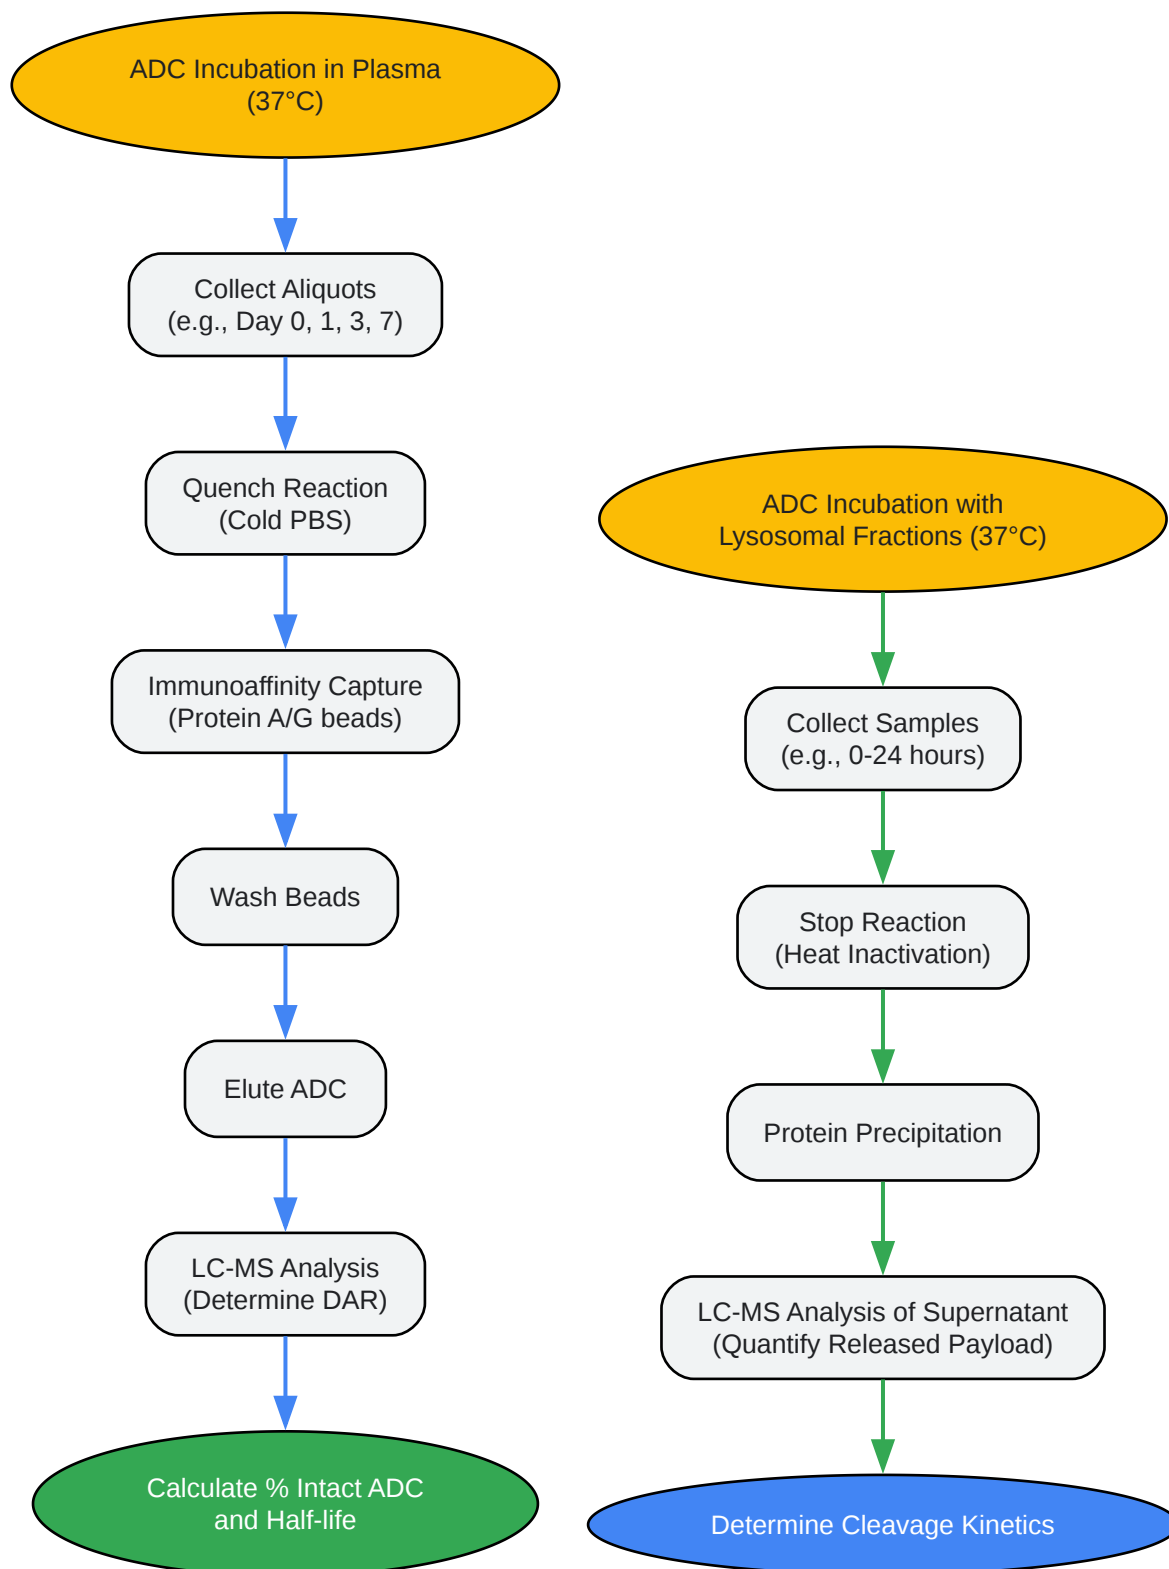 ADC Incubation in Plasma
(37°C)
Collect Aliquots
(e.g., Day 0, 1, 3, 7)
Quench Reaction
(Cold PBS)
Immunoaffinity Capture
(Protein A/G beads)
Wash Beads
Elute ADC
LC-MS Analysis
(Determine DAR)
Calculate % Intact ADC
and Half-life
ADC Incubation with
Lysosomal Fractions (37°C)
Collect Samples
(e.g., 0-24 hours)
Stop Reaction
(Heat Inactivation)
Protein Precipitation
LC-MS Analysis of Supernatant
(Quantify Released Payload)
Determine Cleavage Kinetics